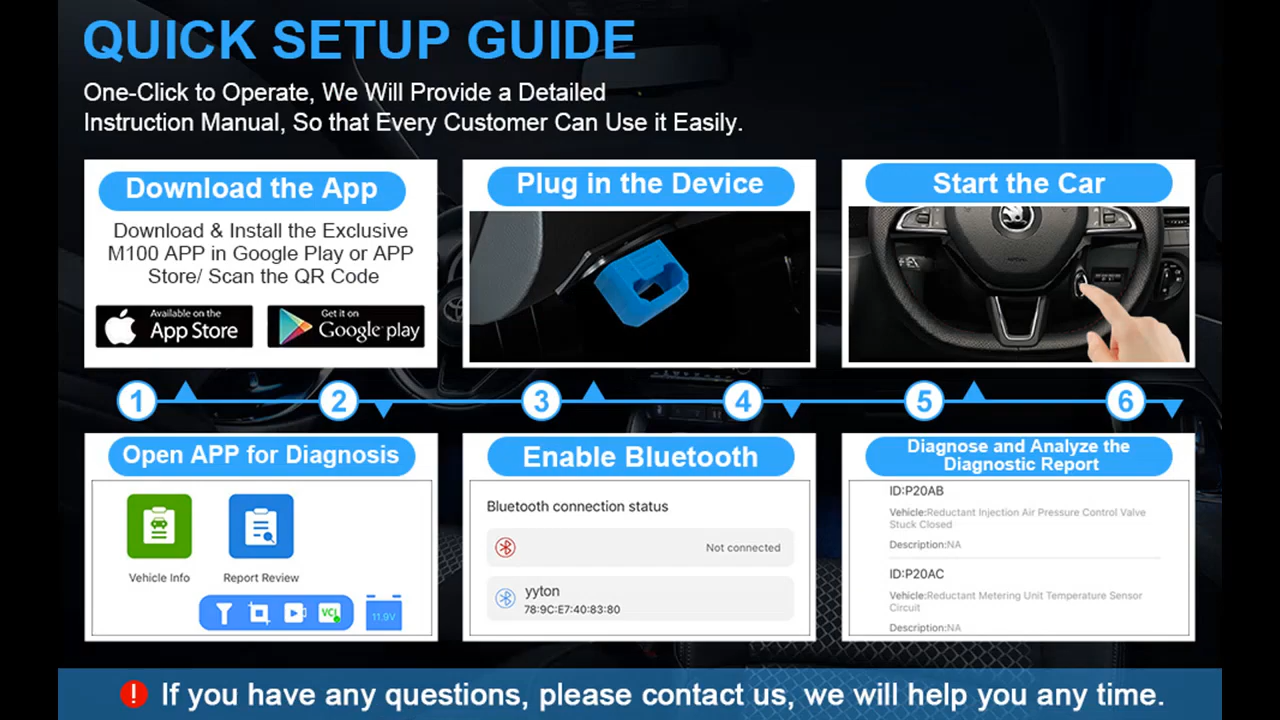 QUICK SETUP GUIDE
One-Click to Operate, We Will Provide a Detailed
Instruction Manual, So that Every Customer Can Use it Easily.
Download the App
Download & Install the Exclusive
M100 APP in Google Play or APP
Store/ Scan the QR Code
Available on the
App Store
Get it on
Google play
Plug in the Device
Start the Car
1
2
3
4
5
6
Open APP for Diagnosis
Vehicle Info
Report Review
VCI
11.9V
Enable Bluetooth
Bluetooth connection status
Not connected
yyton
78:9C:E7:40:83:80
Diagnose and Analyze the
Diagnostic Report
ID:P20AB
Vehicle:Reductant Injection Air Pressure Control Valve
Stuck Closed
Description:NA
ID:P20AC
Vehicle:Reductant Metering Unit Temperature Sensor
Circuit
Description:NA
If you have any questions, please contact us, we will help you any time.